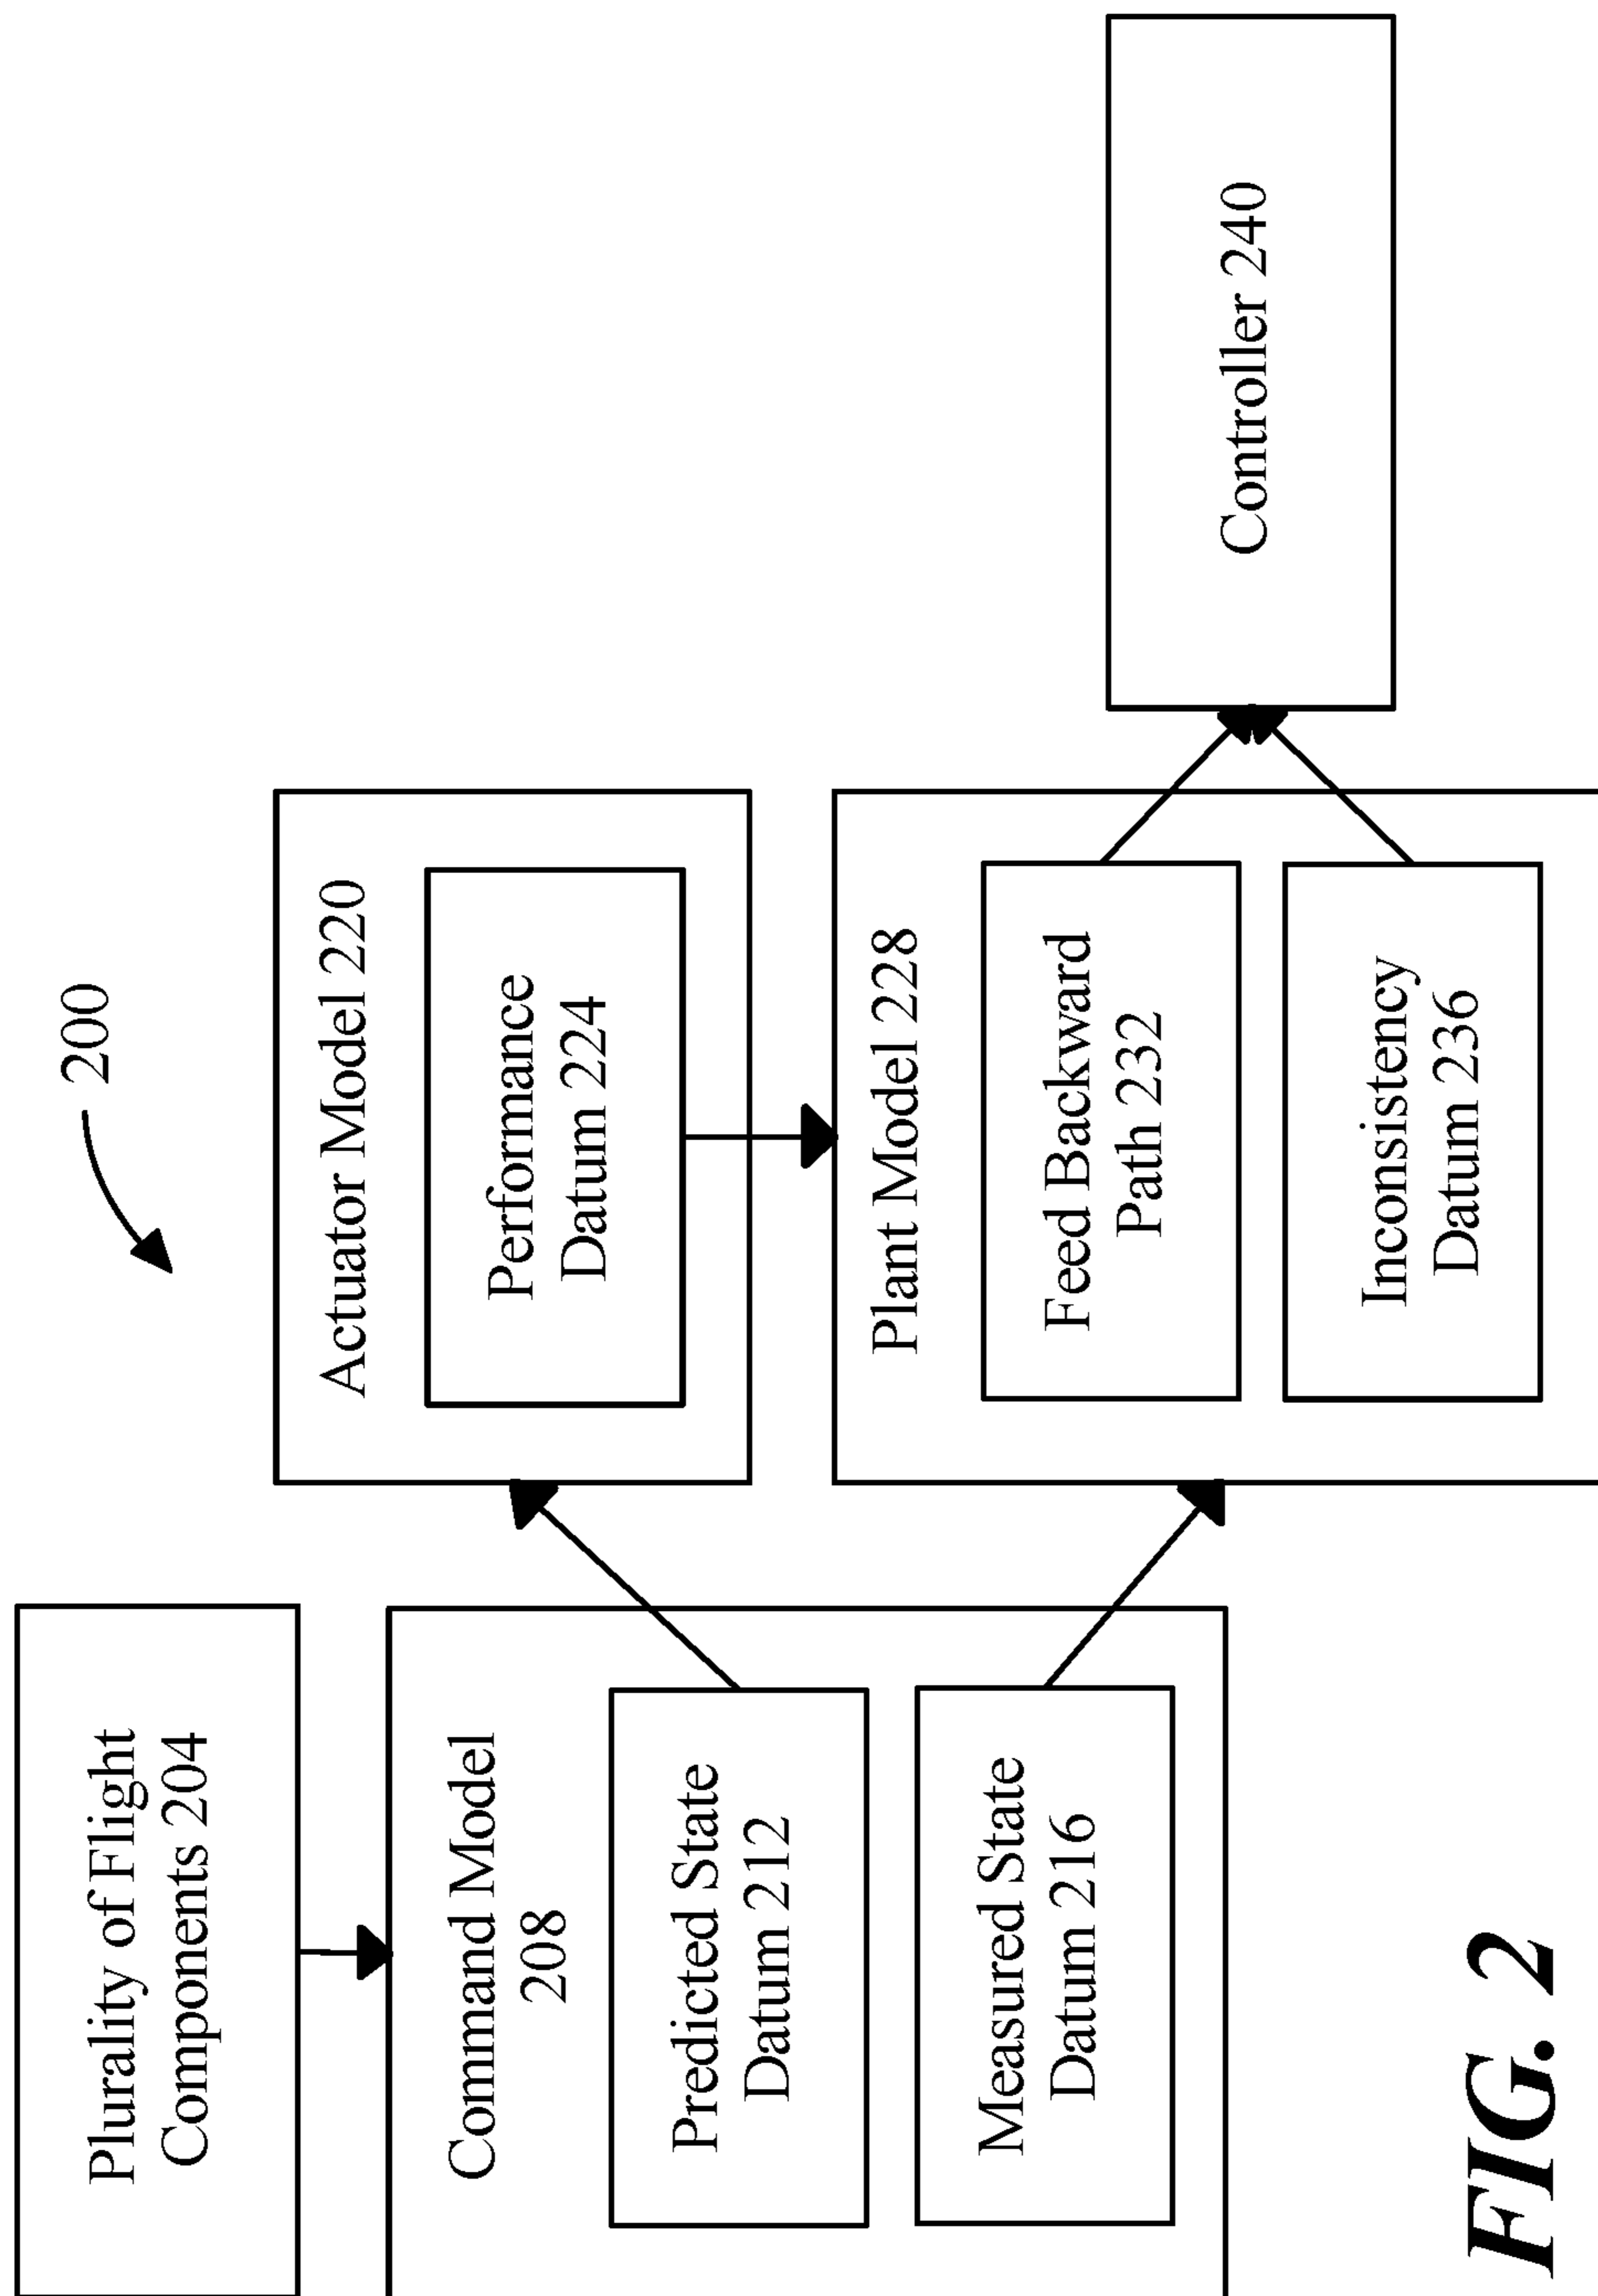 200
Plurality of Flight
Components 204
Command Model
208
Predicted State
Datum 212
Measured State
Datum 216
Actuator Model 220
Performance
Datum 224
Plant Model 228
Feed Backward
Path 232
Inconsistency
Datum 236
Controller 240
FIG. 2